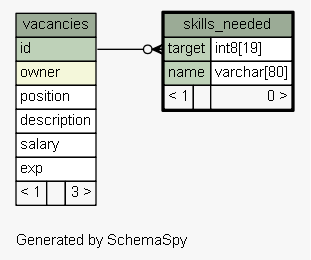 vacancies
id
owner
position
description
salary
exp
< 1 3 >
skills_needed
target int8[19]
name varchar[80]
< 1 0 >
Generated by SchemaSpy